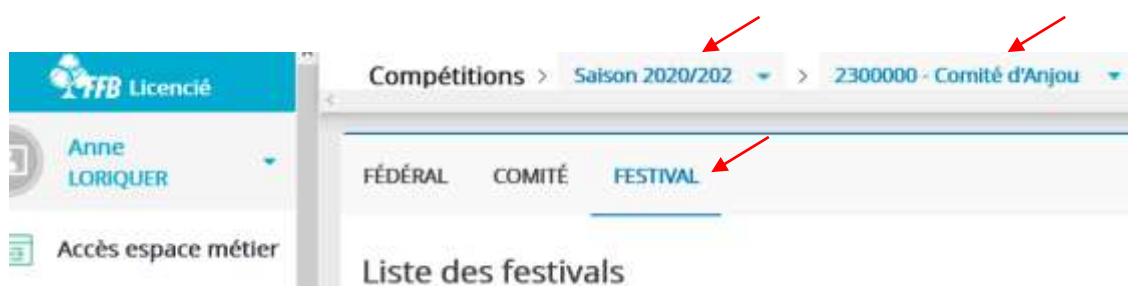 FFB Licencié
Compétitions > Saison 2020/202 > 2300000 - Comité d'Anjou
Anne
LORIQUER
FÉDÉRAL COMITÉ FESTIVAL
Accès espace métier
Liste des festivals